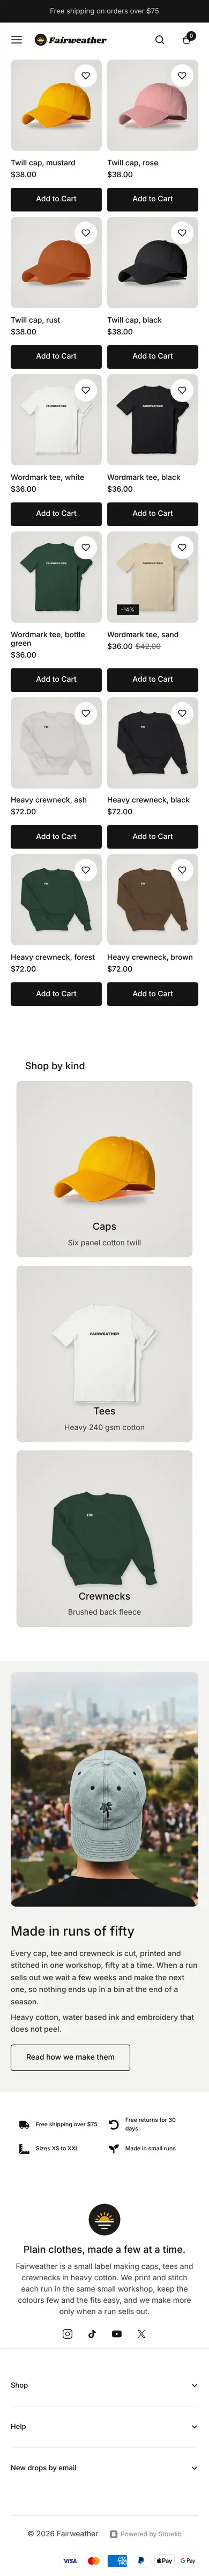 Free shipping on orders over $75
Fairweather
0
Twill cap, mustard
$38.00
Add to Cart
Twill cap, rose
$38.00
Add to Cart
Twill cap, rust
$38.00
Add to Cart
Twill cap, black
$38.00
Add to Cart
FAIRWEATHER
Wordmark tee, white
$36.00
Add to Cart
FAIRWEATHER
Wordmark tee, black
$36.00
Add to Cart
FAIRWEATHER
Wordmark tee, bottle
green
$36.00
Add to Cart
FAIRWEATHER
-14%
Wordmark tee, sand
$36.00 $42.00
Add to Cart
FW
Heavy crewneck, ash
$72.00
Add to Cart
FW
Heavy crewneck, black
$72.00
Add to Cart
FW
Heavy crewneck, forest
$72.00
Add to Cart
FW
Heavy crewneck, brown
$72.00
Add to Cart
Shop by kind
Caps
Six panel cotton twill
FAIRWEATHER
Tees
Heavy 240 gsm cotton
FW
Crewnecks
Brushed back fleece
Made in runs of fifty
Every cap, tee and crewneck is cut, printed and
stitched in one workshop, fifty at a time. When a run
sells out we wait a few weeks and make the next
one, so nothing ends up in a bin at the end of a
season.
Heavy cotton, water based ink and embroidery that
does not peel.
Read how we make them
Free shipping over $75
Free returns for 30
days
Sizes XS to XXL
Made in small runs
Plain clothes, made a few at a time.
Fairweather is a small label making caps, tees and
crewnecks in heavy cotton. We print and stitch
each run in the same small workshop, keep the
colours few and the fits easy, and we make more
only when a run sells out.
Shop
Help
New drops by email
© 2026 Fairweather
Powered by Storelib
VISA
AMERICAN EXPRESS
PayPal
Apple Pay
G Pay